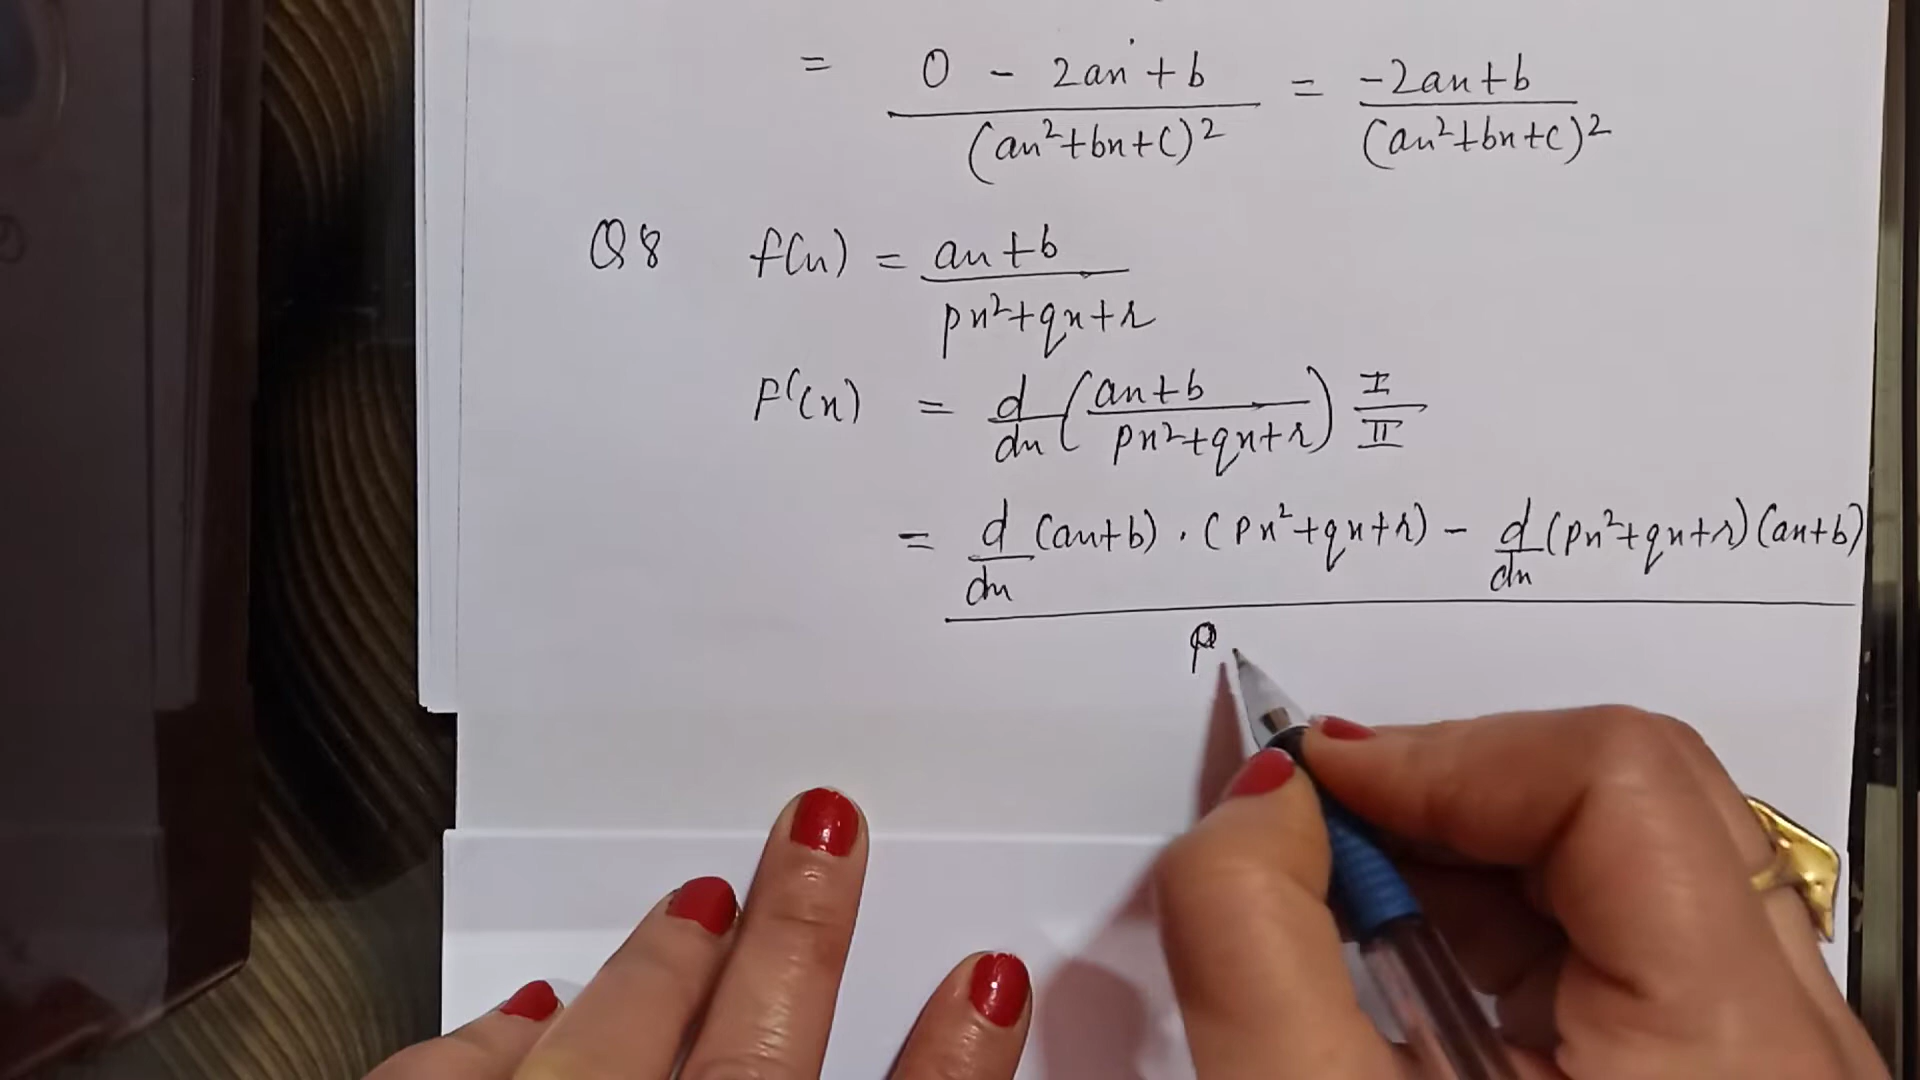 = 0 - 2ax + b / (ax²+bx+c)² = -2ax+b / (ax²+bx+c)²
Q8 f(x) = ax+b / px²+qx+r
F'(x) = d/dx (ax+b / px²+qx+r) I/II
= d/dx (ax+b) . (px²+qx+r) - d/dx (px²+qx+r)(ax+b)
p